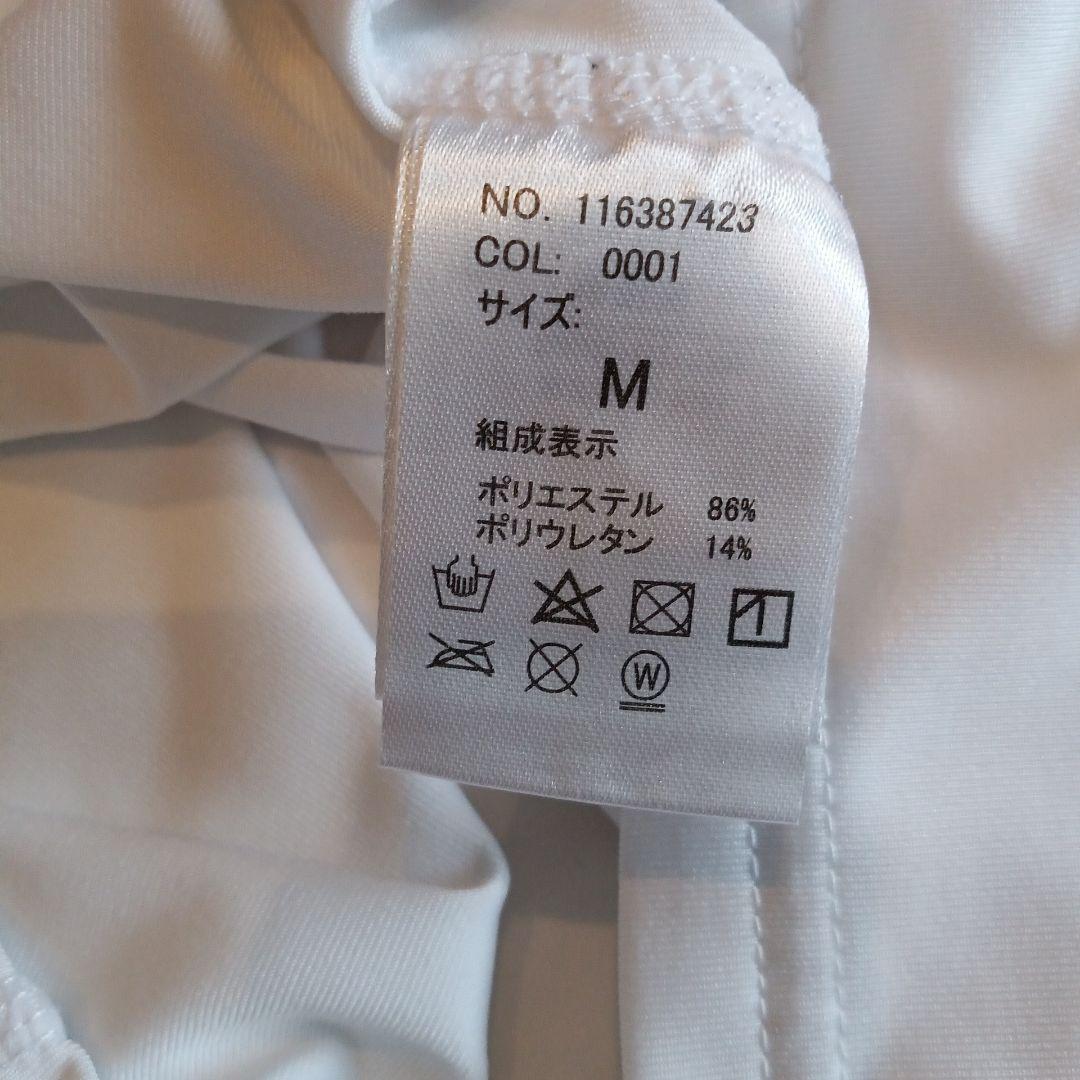 NO. 116387423
COL: 0001
サイズ:
M
組成表示
ポリエステル 86%
ポリウレタン 14%
W